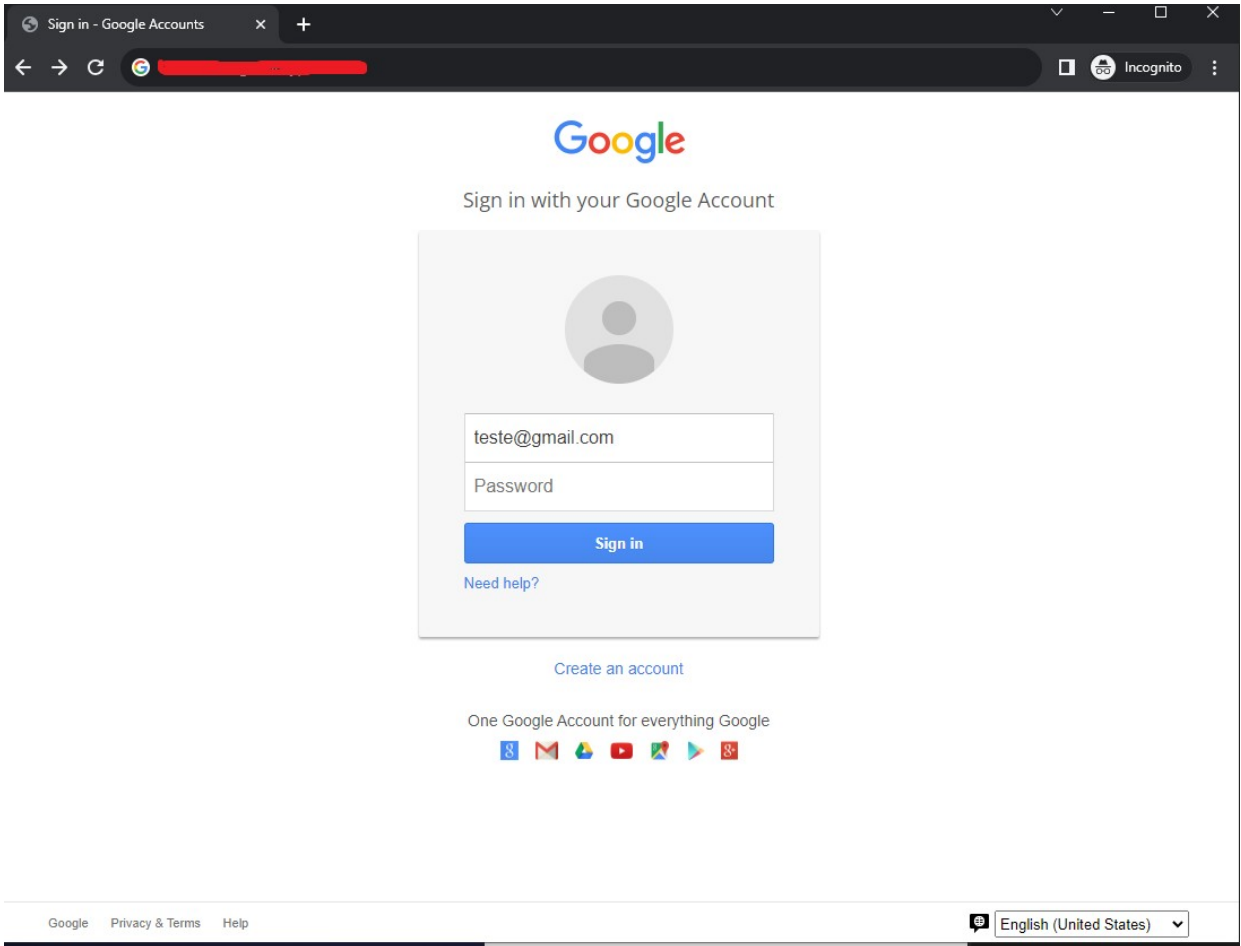 Sign in - Google Accounts
Incognito
Google
Sign in with your Google Account
teste@gmail.com
Password
Sign in
Need help?
Create an account
One Google Account for everything Google
Google Privacy & Terms Help
English (United States)